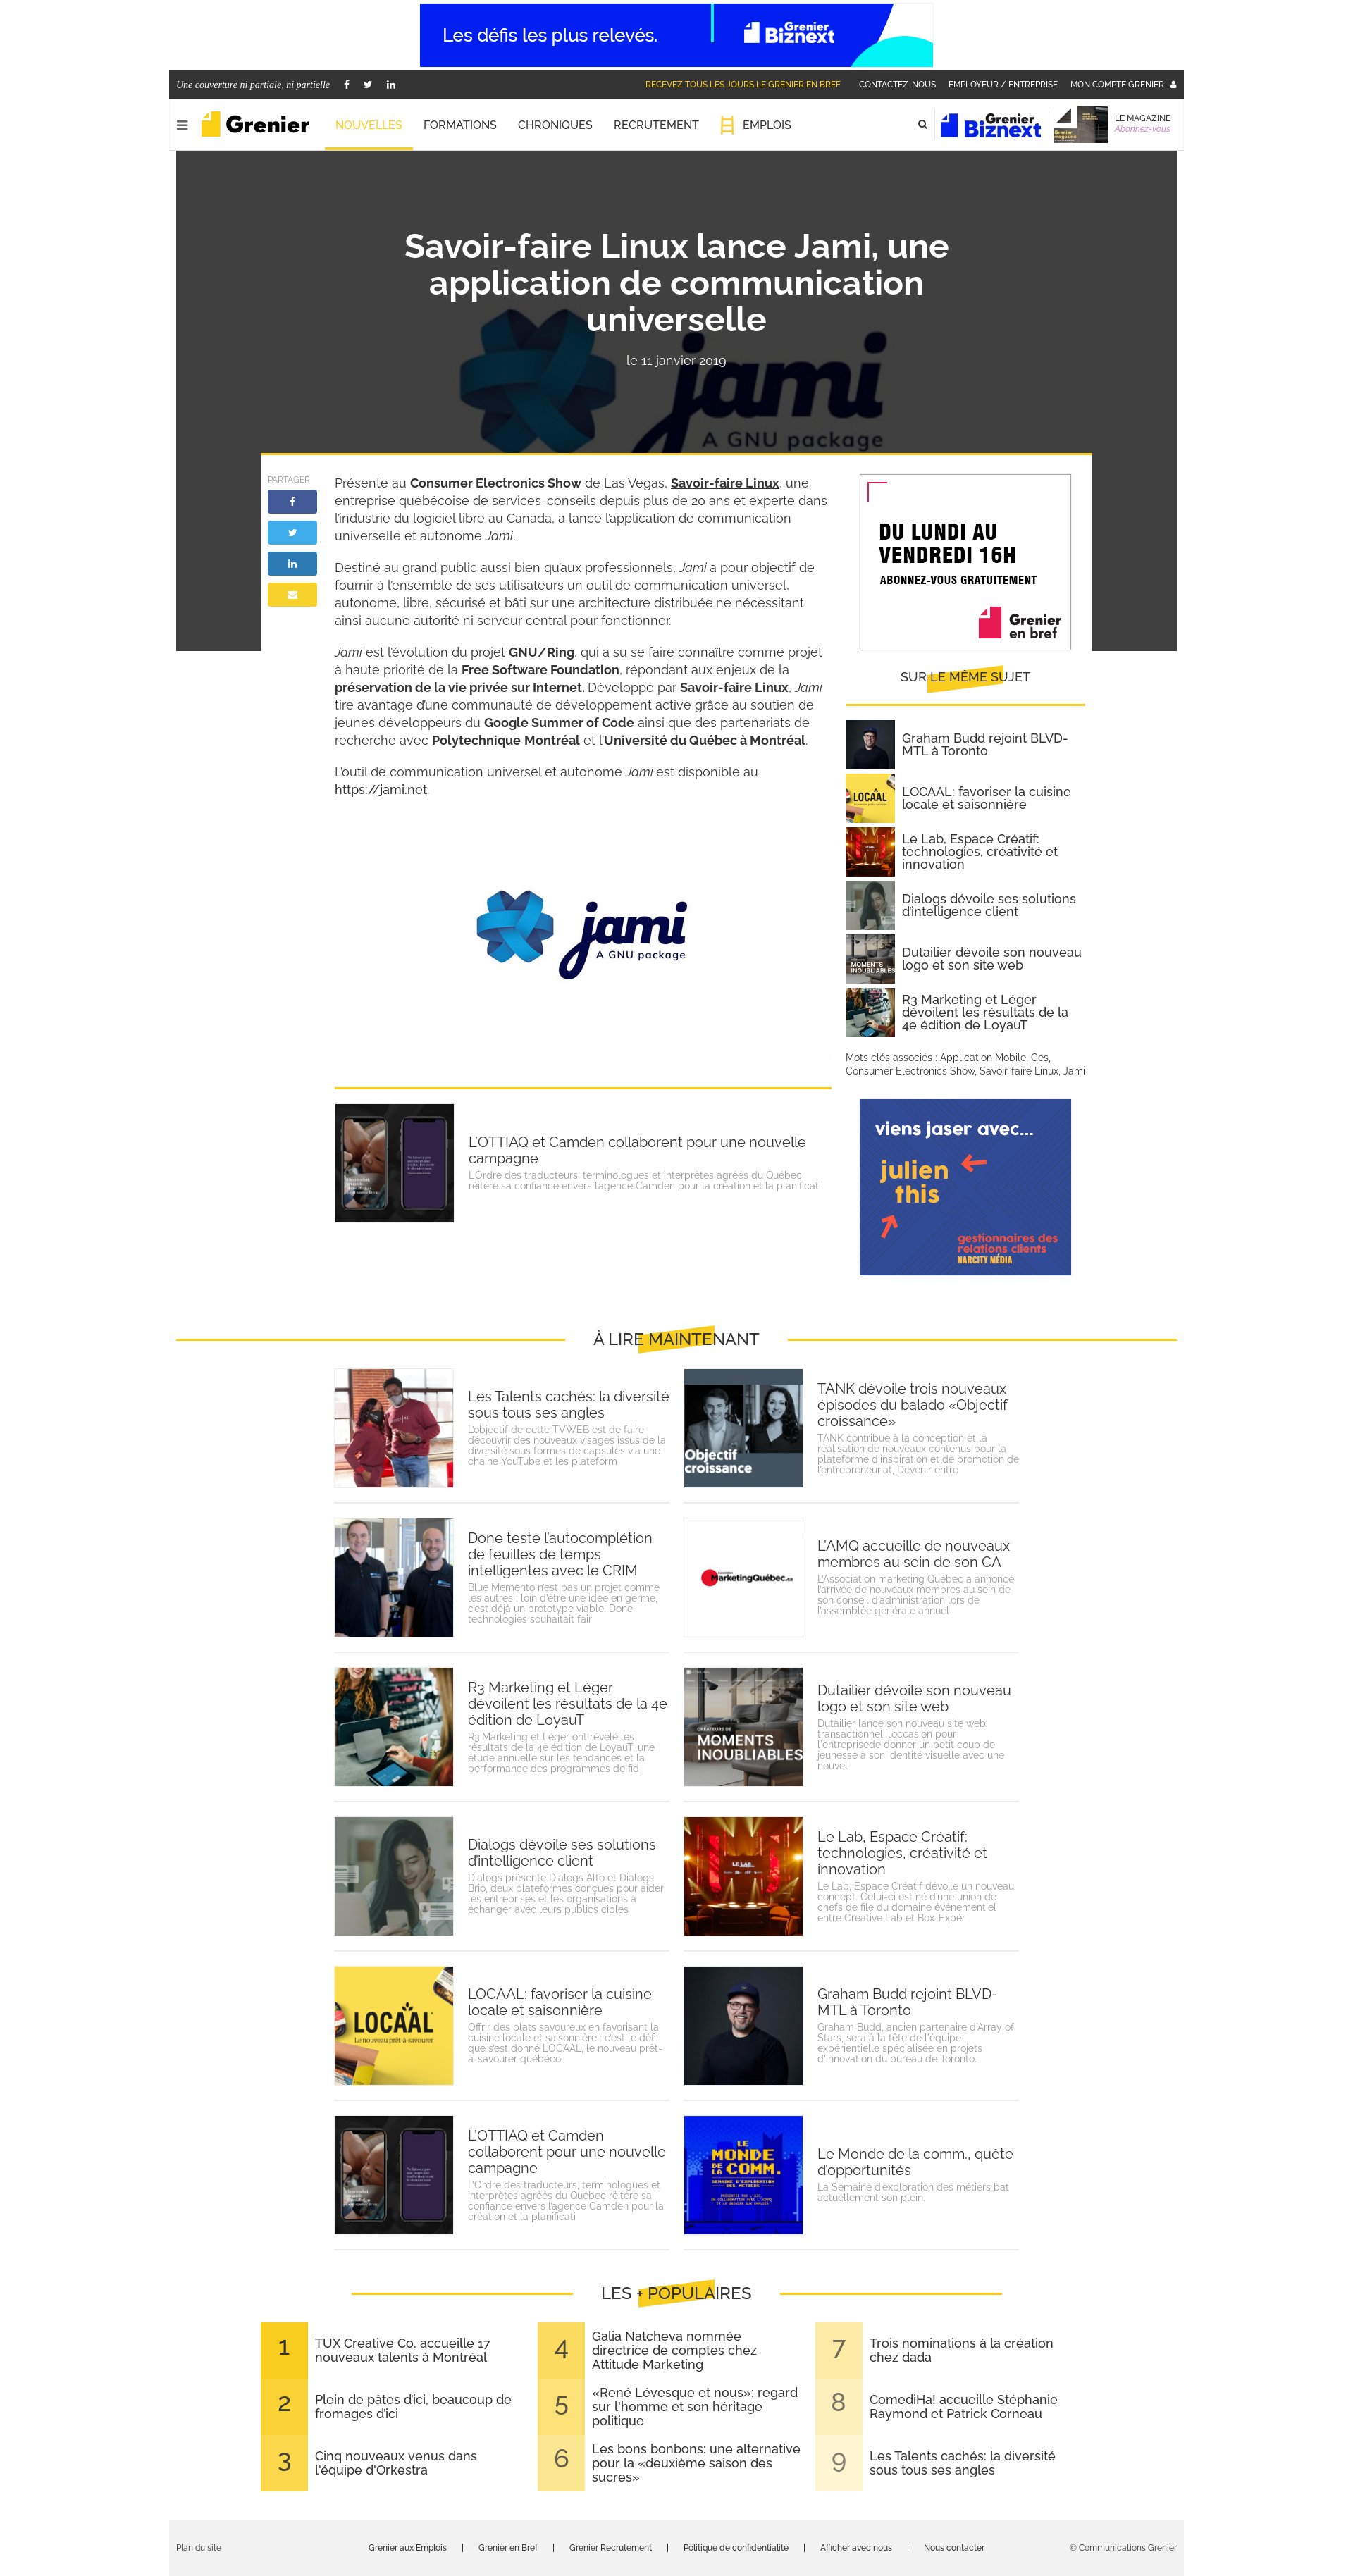 Les défis les plus relevés.
Grenier
Biznext
Une couverture ni partiale, ni partielle
RECEVEZ TOUS LES JOURS LE GRENIER EN BREF
CONTACTEZ-NOUS
EMPLOYEUR / ENTREPRISE
MON COMPTE GRENIER
Grenier
NOUVELLES
FORMATIONS
CHRONIQUES
RECRUTEMENT
EMPLOIS
Grenier
Biznext
LE MAGAZINE
Abonnez-vous
Savoir-faire Linux lance Jami, une
application de communication
universelle
le 11 janvier 2019
jami
A GNU package
PARTAGER
Présente au Consumer Electronics Show de Las Vegas, Savoir-faire Linux, une
entreprise québécoise de services-conseils depuis plus de 20 ans et experte dans
l’industrie du logiciel libre au Canada, a lancé l’application de communication
universelle et autonome Jami.
Destiné au grand public aussi bien qu’aux professionnels, Jami a pour objectif de
fournir à l’ensemble de ses utilisateurs un outil de communication universel,
autonome, libre, sécurisé et bâti sur une architecture distribuée ne nécessitant
ainsi aucune autorité ni serveur central pour fonctionner.
Jami est l’évolution du projet GNU/Ring, qui a su se faire connaître comme projet
à haute priorité de la Free Software Foundation, répondant aux enjeux de la
préservation de la vie privée sur Internet. Développé par Savoir-faire Linux, Jami
tire avantage d’une communauté de développement active grâce au soutien de
jeunes développeurs du Google Summer of Code ainsi que des partenariats de
recherche avec Polytechnique Montréal et l’Université du Québec à Montréal.
L’outil de communication universel et autonome Jami est disponible au
https://jami.net.
jami
A GNU package
DU LUNDI AU
VENDREDI 16H
ABONNEZ-VOUS GRATUITEMENT
Grenier
en bref
SUR LE MÊME SUJET
Graham Budd rejoint BLVD-
MTL à Toronto
LOCAAL
LOCAAL: favoriser la cuisine
locale et saisonnière
Le Lab, Espace Créatif:
technologies, créativité et
innovation
Dialogs dévoile ses solutions
d’intelligence client
MOMENTS
INOUBLIABLES
Dutailier dévoile son nouveau
logo et son site web
R3 Marketing et Léger
dévoilent les résultats de la
4e édition de LoyauT
Mots clés associés : Application Mobile, Ces,
Consumer Electronics Show, Savoir-faire Linux, Jami
L’OTTIAQ et Camden collaborent pour une nouvelle
campagne
L’Ordre des traducteurs, terminologues et interprètes agréés du Québec
réitère sa confiance envers l’agence Camden pour la création et la planificati
viens jaser avec...
julien
this
gestionnaires des
relations clients
NARCITY MÉDIA
À LIRE MAINTENANT
Les Talents cachés: la diversité
sous tous ses angles
L’objectif de cette TVWEB est de faire
découvrir des nouveaux visages issus de la
diversité sous formes de capsules via une
chaine YouTube et les plateform
Objectif
croissance
TANK dévoile trois nouveaux
épisodes du balado «Objectif
croissance»
TANK contribue à la conception et la
réalisation de nouveaux contenus pour la
plateforme d’inspiration et de promotion de
l’entrepreneuriat, Devenir entre
Done teste l’autocomplétion
de feuilles de temps
intelligentes avec le CRIM
Blue Memento n’est pas un projet comme
les autres : loin d’être une idée en germe,
c’est déjà un prototype viable. Done
technologies souhaitait fair
MarketingQuébec.ca
L’AMQ accueille de nouveaux
membres au sein de son CA
L’Association marketing Québec a annoncé
l’arrivée de nouveaux membres au sein de
son conseil d’administration lors de
l’assemblée générale annuel
R3 Marketing et Léger
dévoilent les résultats de la 4e
édition de LoyauT
R3 Marketing et Léger ont révélé les
résultats de la 4e édition de LoyauT, une
étude annuelle sur les tendances et la
performance des programmes de fid
CRÉATEURS DE
MOMENTS
INOUBLIABLES
Dutailier dévoile son nouveau
logo et son site web
Dutailier lance son nouveau site web
transactionnel, l’occasion pour
l'entreprisede donner un petit coup de
jeunesse à son identité visuelle avec une
nouvel
Dialogs dévoile ses solutions
d’intelligence client
Dialogs présente Dialogs Alto et Dialogs
Brio, deux plateformes conçues pour aider
les entreprises et les organisations à
échanger avec leurs publics cibles
LE LAB
Le Lab, Espace Créatif:
technologies, créativité et
innovation
Le Lab, Espace Créatif dévoile un nouveau
concept. Celui-ci est né d’une union de
chefs de file du domaine événementiel
entre Creative Lab et Box-Expér
LOCAAL
Le nouveau prêt-à-savourer
LOCAAL: favoriser la cuisine
locale et saisonnière
Offrir des plats savoureux en favorisant la
cuisine locale et saisonnière : c’est le défi
que s’est donné LOCAAL, le nouveau prêt-
à-savourer québécoi
Graham Budd rejoint BLVD-
MTL à Toronto
Graham Budd, ancien partenaire d'Array of
Stars, sera à la tête de l'équipe
expérientielle spécialisée en projets
d'innovation du bureau de Toronto.
L’OTTIAQ et Camden
collaborent pour une nouvelle
campagne
L’Ordre des traducteurs, terminologues et
interprètes agréés du Québec réitère sa
confiance envers l’agence Camden pour la
création et la planificati
LE
MONDE
DE LA COMM.
SEMAINE D'EXPLORATION
DES MÉTIERS
Le Monde de la comm., quête
d’opportunités
La Semaine d’exploration des métiers bat
actuellement son plein.
LES + POPULAIRES
1
TUX Creative Co. accueille 17
nouveaux talents à Montréal
2
Plein de pâtes d’ici, beaucoup de
fromages d’ici
3
Cinq nouveaux venus dans
l'équipe d'Orkestra
4
Galia Natcheva nommée
directrice de comptes chez
Attitude Marketing
5
«René Lévesque et nous»: regard
sur l'homme et son héritage
politique
6
Les bons bonbons: une alternative
pour la «deuxième saison des
sucres»
7
Trois nominations à la création
chez dada
8
ComediHa! accueille Stéphanie
Raymond et Patrick Corneau
9
Les Talents cachés: la diversité
sous tous ses angles
Plan du site
Grenier aux Emplois | Grenier en Bref | Grenier Recrutement | Politique de confidentialité | Afficher avec nous | Nous contacter
© Communications Grenier